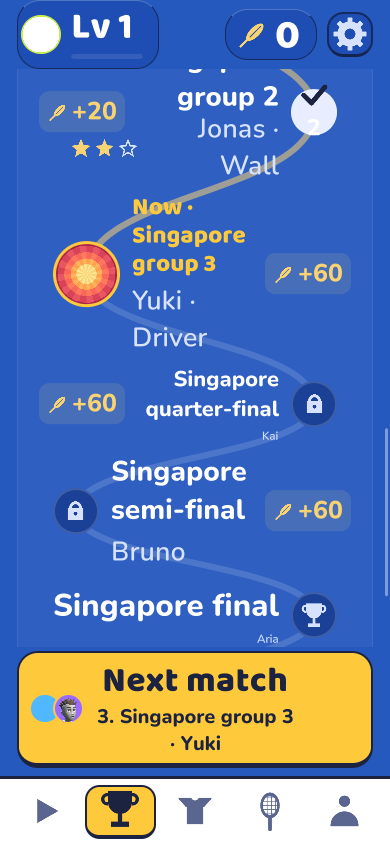 Lv 1
0
group 2
+20
Jonas ·
Wall
2
Now ·
Singapore
group 3
+60
Yuki ·
Driver
Singapore
quarter-final
+60
Kai
Singapore
semi-final
+60
Bruno
Singapore final
Aria
Next match
3. Singapore group 3
· Yuki